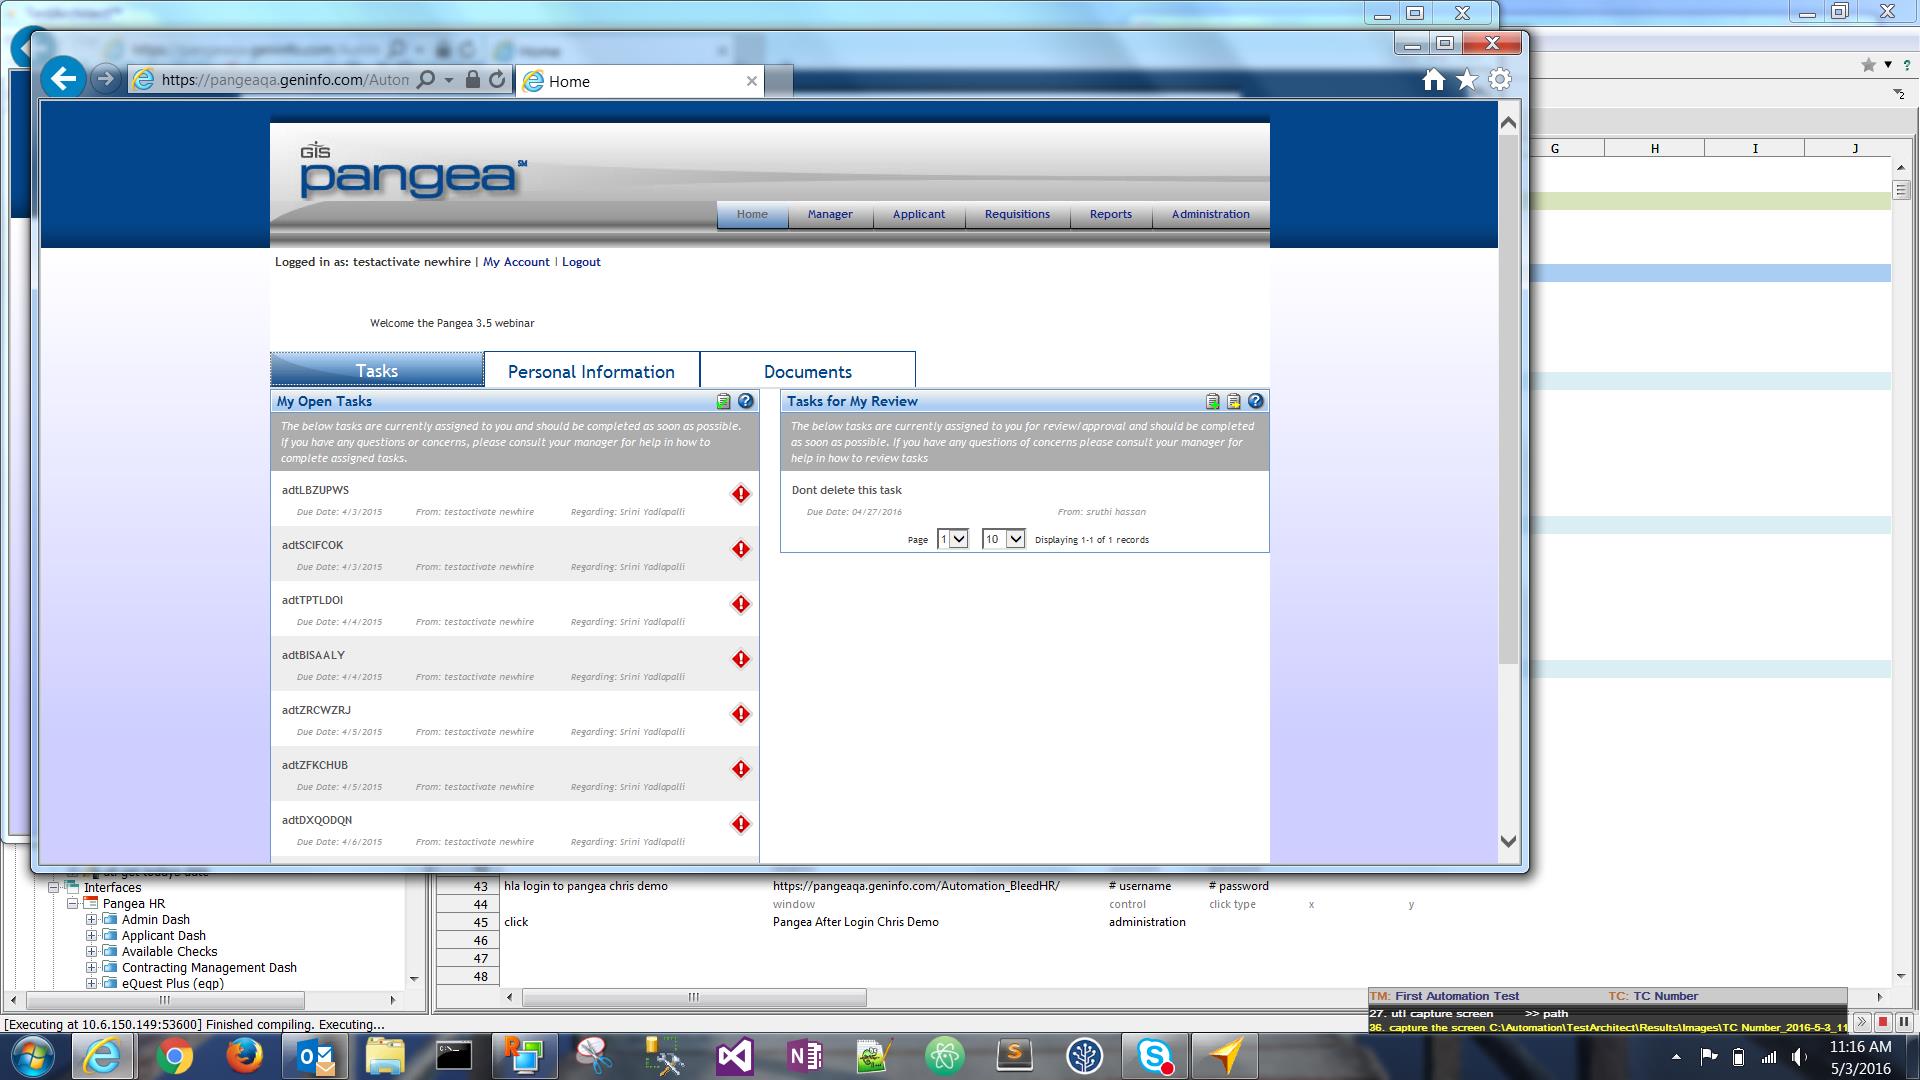 https://pangeaqa.geninfo.com/Autom
Home
GIS
pangea SM
Home Manager Applicant Requisitions Reports Administration
Logged in as: testactivate newhire | My Account | Logout
Welcome the Pangea 3.5 webinar
Tasks Personal Information Documents
My Open Tasks
The below tasks are currently assigned to you and should be completed as soon as possible.
If you have any questions or concerns, please consult your manager for help in how to
complete assigned tasks.
adtLBZUPWS
Due Date: 4/3/2015 From: testactivate newhire Regarding: Srini Yadlapalli
adtSCIFCOK
Due Date: 4/3/2015 From: testactivate newhire Regarding: Srini Yadlapalli
adtTPTLDOI
Due Date: 4/4/2015 From: testactivate newhire Regarding: Srini Yadlapalli
adtBISAALY
Due Date: 4/4/2015 From: testactivate newhire Regarding: Srini Yadlapalli
adtZRCWZRJ
Due Date: 4/5/2015 From: testactivate newhire Regarding: Srini Yadlapalli
adtZFKCHUB
Due Date: 4/5/2015 From: testactivate newhire Regarding: Srini Yadlapalli
adtDXQODQN
Due Date: 4/6/2015 From: testactivate newhire Regarding: Srini Yadlapalli
Tasks for My Review
The below tasks are currently assigned to you for review/approval and should be completed
as soon as possible. If you have any questions of concerns please consult your manager for
help in how to review tasks
Dont delete this task
Due Date: 04/27/2016 From: sruthi hassan
Page 1 10 Displaying 1-1 of 1 records
G H I J
Interfaces
Pangea HR
Admin Dash
Applicant Dash
Available Checks
Contracting Management Dash
eQuest Plus (eqp)
43 hla login to pangea chris demo https://pangeaqa.geninfo.com/Automation_BleedHR/ # username # password
44 window control click type x y
45 click Pangea After Login Chris Demo administration
46
47
48
TM: First Automation Test TC: TC Number
27. utl capture screen >> path
36. capture the screen C:\Automation\TestArchitect\Results\Images\TC Number_2016-5-3_11
[Executing at 10.6.150.149:53600] Finished compiling. Executing...
11:16 AM
5/3/2016